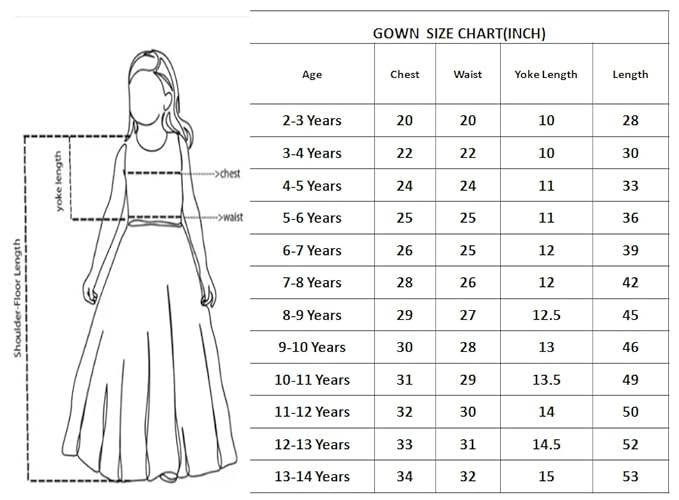 Shoulder-Floor Length
yoke length
>chest
>waist
GOWN SIZE CHART(INCH)
Age Chest Waist Yoke Length Length
2-3 Years 20 20 10 28
3-4 Years 22 22 10 30
4-5 Years 24 24 11 33
5-6 Years 25 25 11 36
6-7 Years 26 25 12 39
7-8 Years 28 26 12 42
8-9 Years 29 27 12.5 45
9-10 Years 30 28 13 46
10-11 Years 31 29 13.5 49
11-12 Years 32 30 14 50
12-13 Years 33 31 14.5 52
13-14 Years 34 32 15 53